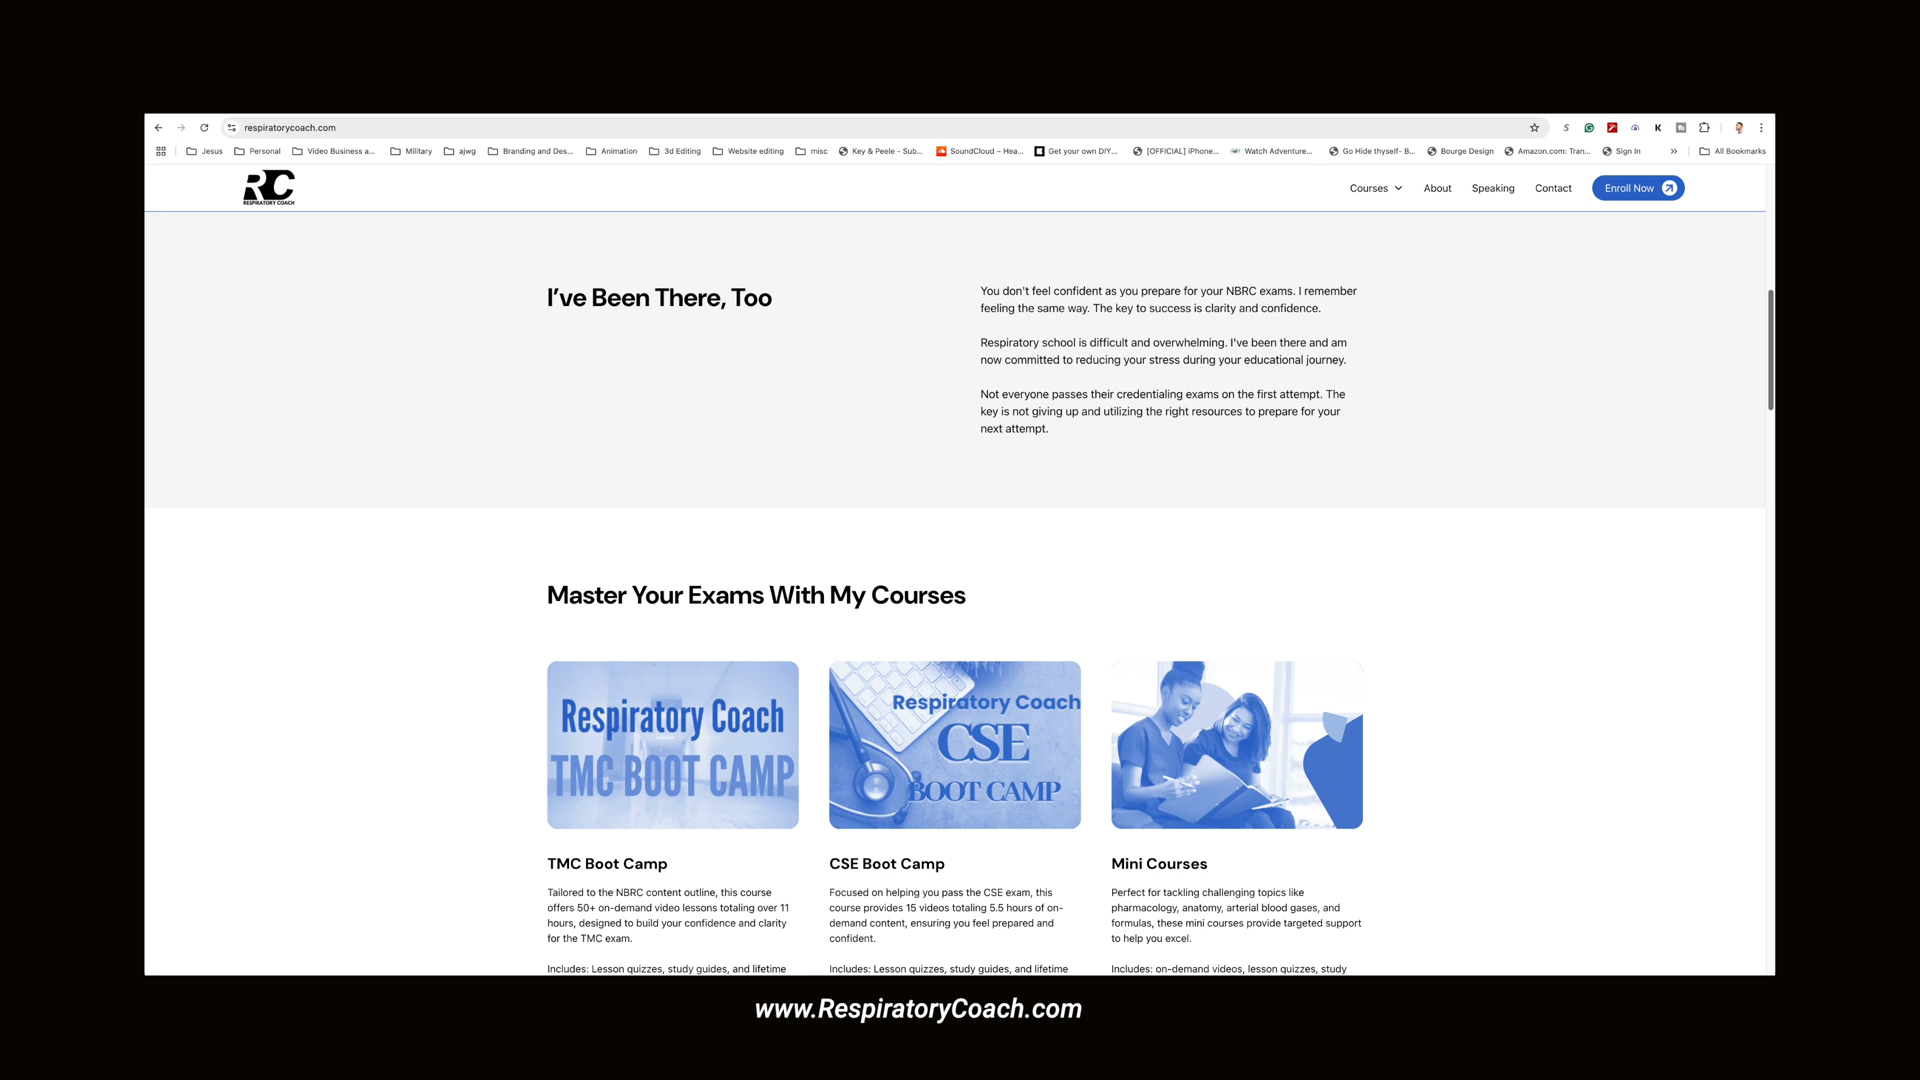 respiratorycoach.com
Jesus
Personal
Video Business a...
Military
ajwg
Branding and Des...
Animation
3d Editing
Website editing
misc
Key & Peele - Sub...
SoundCloud – Hea...
Get your own DIY...
[OFFICIAL] iPhone...
Watch Adventure...
Go Hide thyself- B...
Bourge Design
Amazon.com: Tran...
Sign In
»
All Bookmarks
RC
RESPIRATORY COACH
Courses
About
Speaking
Contact
Enroll Now
I’ve Been There, Too
You don't feel confident as you prepare for your NBRC exams. I remember
feeling the same way. The key to success is clarity and confidence.
Respiratory school is difficult and overwhelming. I've been there and am
now committed to reducing your stress during your educational journey.
Not everyone passes their credentialing exams on the first attempt. The
key is not giving up and utilizing the right resources to prepare for your
next attempt.
Master Your Exams With My Courses
Respiratory Coach
TMC BOOT CAMP
Respiratory Coach
CSE
BOOT CAMP
TMC Boot Camp
Tailored to the NBRC content outline, this course
offers 50+ on-demand video lessons totaling over 11
hours, designed to build your confidence and clarity
for the TMC exam.
Includes: Lesson quizzes, study guides, and lifetime
CSE Boot Camp
Focused on helping you pass the CSE exam, this
course provides 15 videos totaling 5.5 hours of on-
demand content, ensuring you feel prepared and
confident.
Includes: Lesson quizzes, study guides, and lifetime
Mini Courses
Perfect for tackling challenging topics like
pharmacology, anatomy, arterial blood gases, and
formulas, these mini courses provide targeted support
to help you excel.
Includes: on-demand videos, lesson quizzes, study
www.RespiratoryCoach.com